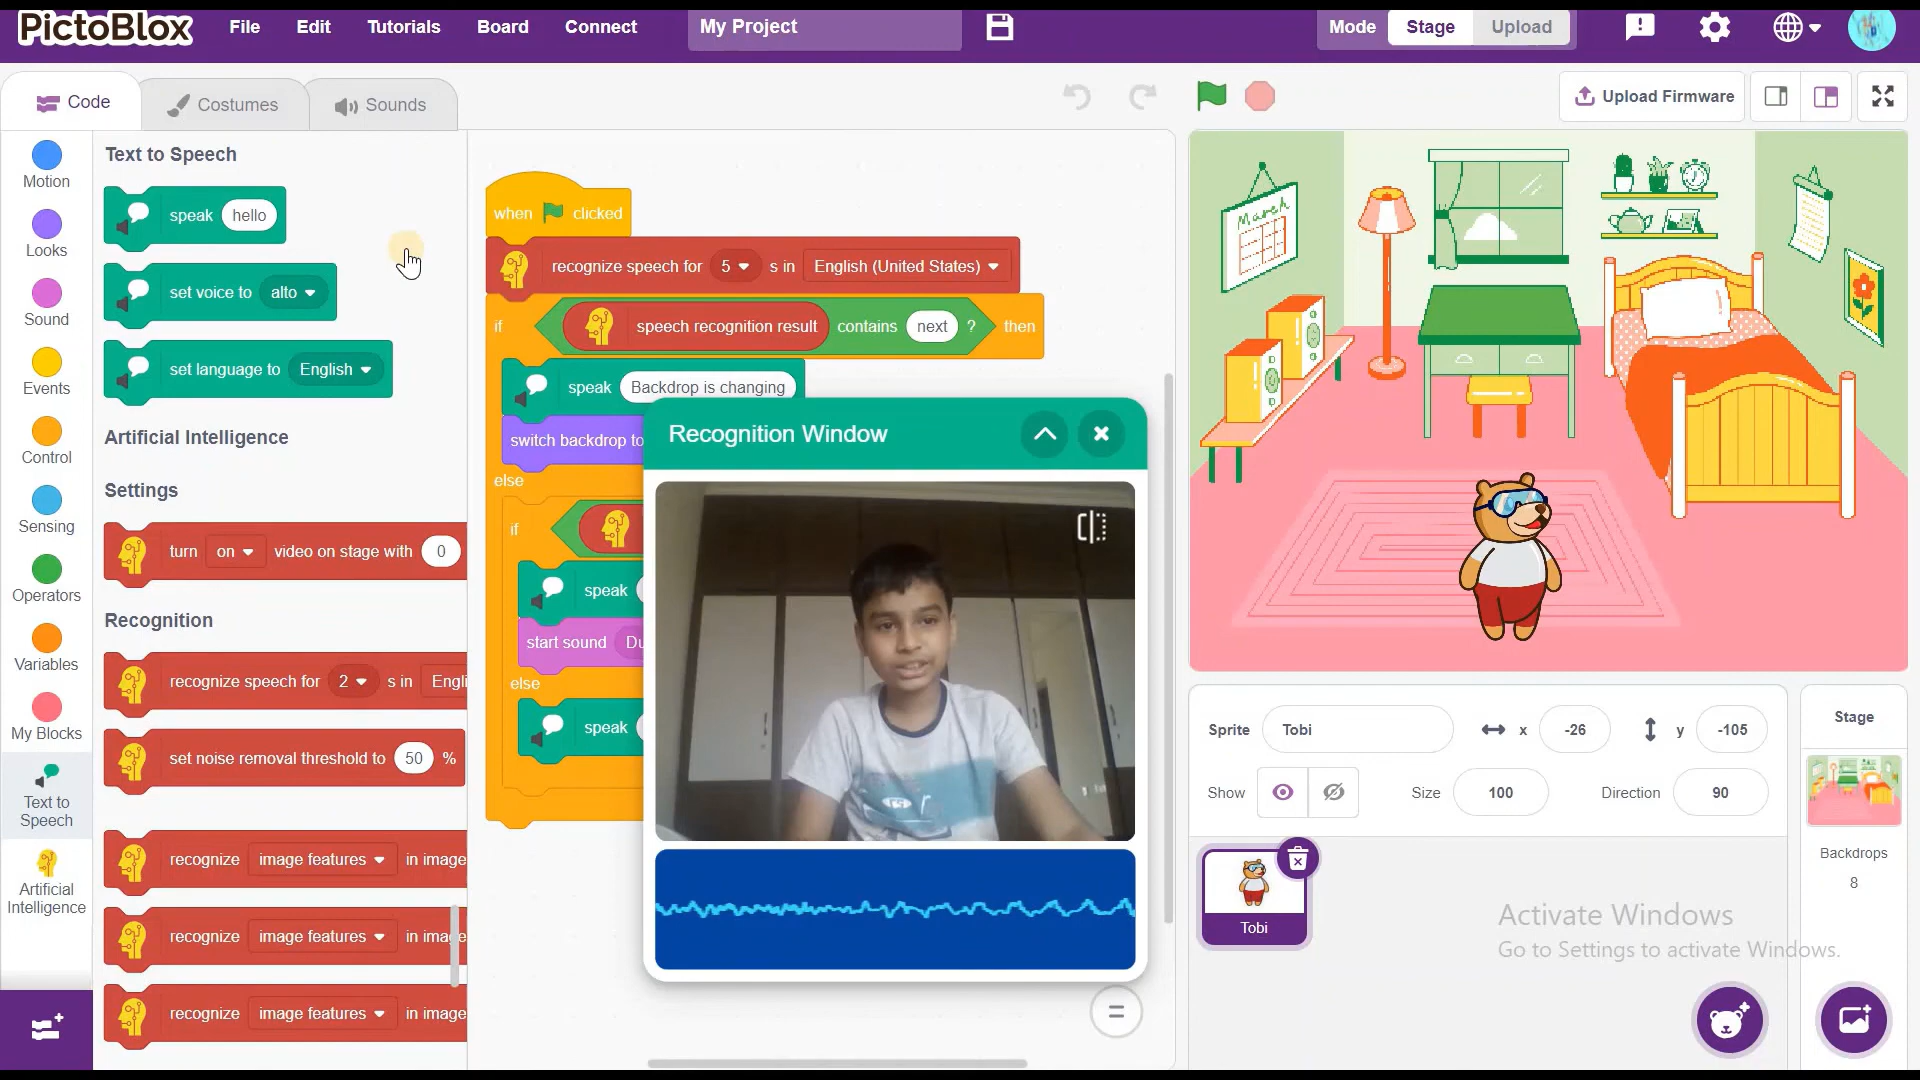 PictoBlox File Edit Tutorials Board Connect My Project Mode Stage Upload
Code Costumes Sounds Upload Firmware
Motion
Looks
Sound
Events
Control
Sensing
Operators
Variables
My Blocks
Text to
Speech
Artificial
Intelligence
Text to Speech
speak hello
set voice to alto
set language to English
Artificial Intelligence
Settings
turn on video on stage with 0
Recognition
recognize speech for 2 s in Engli
set noise removal threshold to 50 %
recognize image features in image
recognize image features in image
recognize image features in image
when clicked
recognize speech for 5 s in English (United States)
if speech recognition result contains next ? then
speak Backdrop is changing
switch backdrop to
else
if
speak
start sound Du
else
speak
Recognition Window
March
Sprite Tobi x -26 y -105
Show Size 100 Direction 90
Tobi
Stage
Backdrops
8
Activate Windows
Go to Settings to activate Windows.